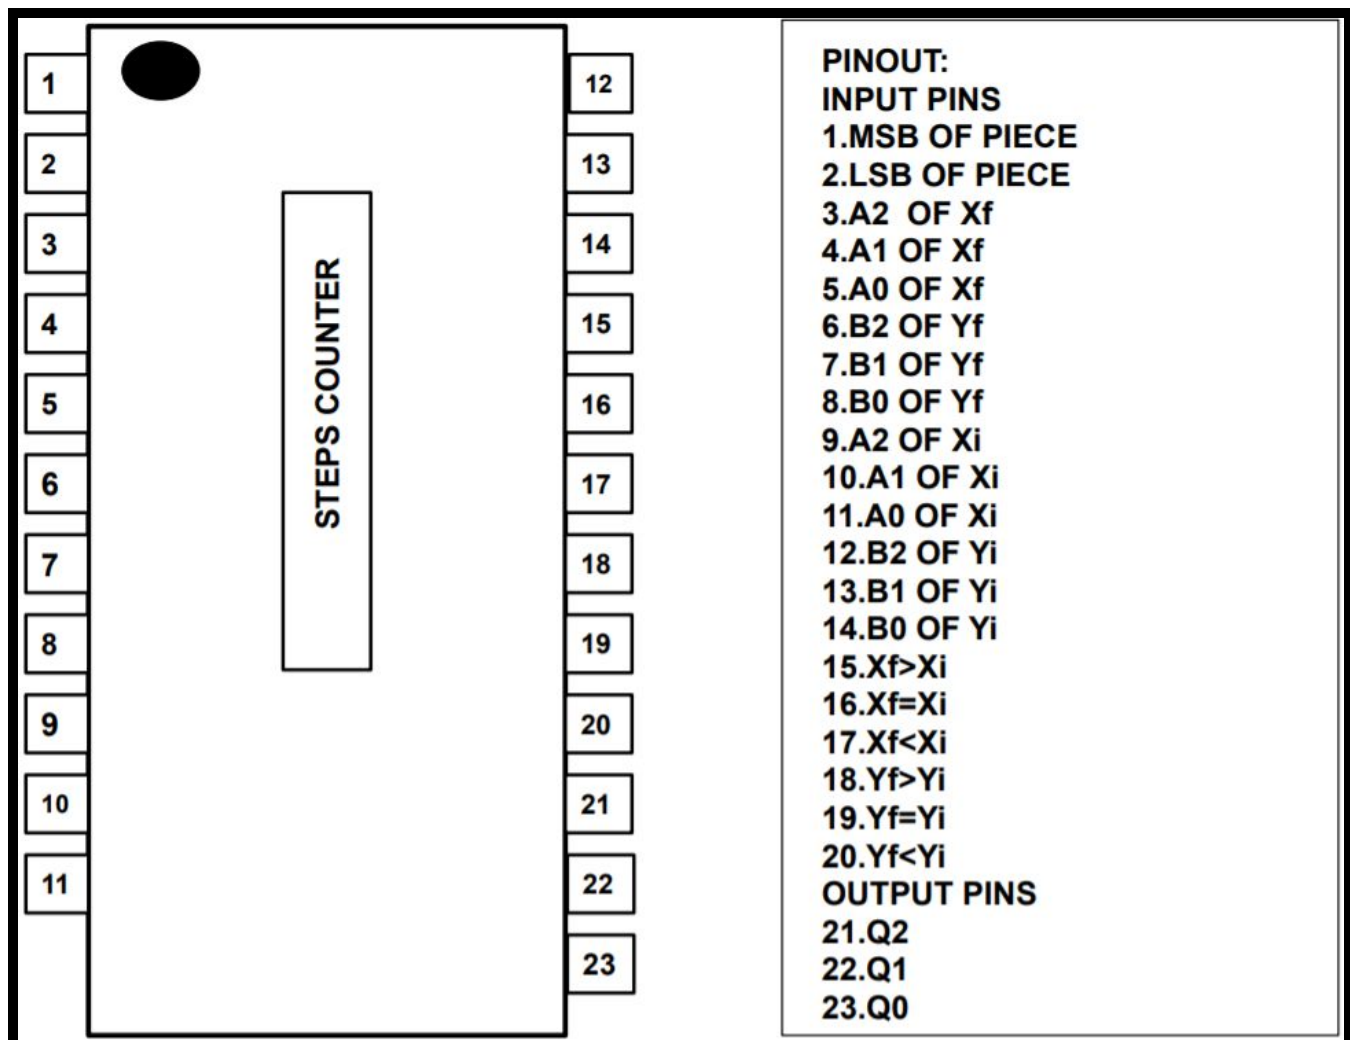 1
2
3
4
5
6
7
8
9
10
11
STEPS COUNTER
12
13
14
15
16
17
18
19
20
21
22
23
PINOUT:
INPUT PINS
1.MSB OF PIECE
2.LSB OF PIECE
3.A2 OF Xf
4.A1 OF Xf
5.A0 OF Xf
6.B2 OF Yf
7.B1 OF Yf
8.B0 OF Yf
9.A2 OF Xi
10.A1 OF Xi
11.A0 OF Xi
12.B2 OF Yi
13.B1 OF Yi
14.B0 OF Yi
15.Xf>Xi
16.Xf=Xi
17.Xf<Xi
18.Yf>Yi
19.Yf=Yi
20.Yf<Yi
OUTPUT PINS
21.Q2
22.Q1
23.Q0